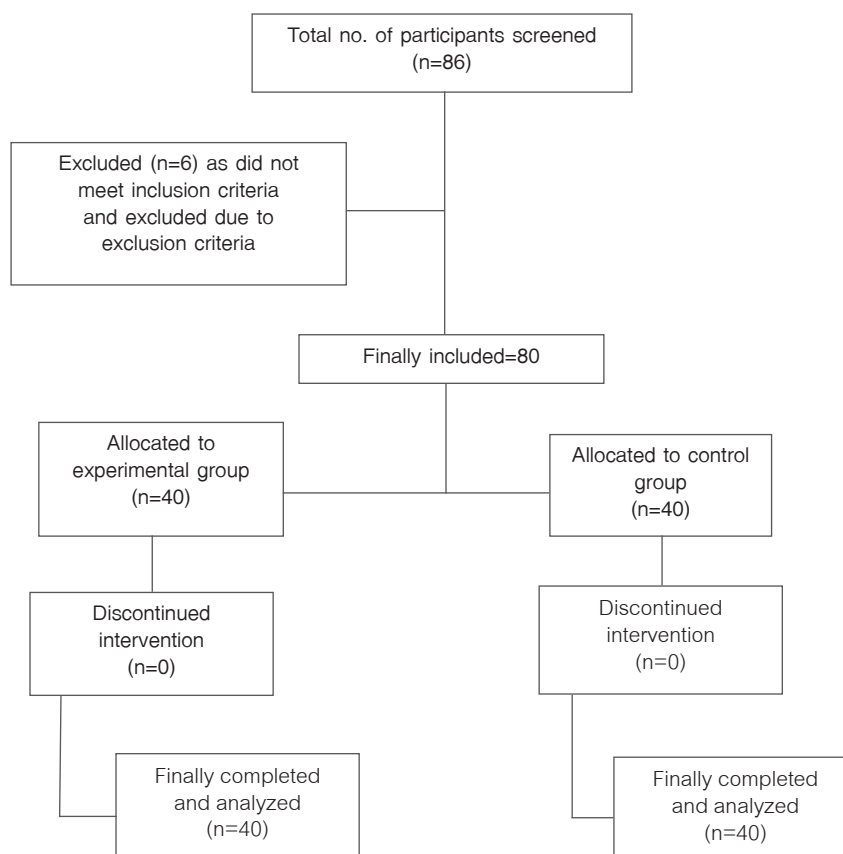 Total no. of participants screened
(n=86)
Excluded (n=6) as did not
meet inclusion criteria
and excluded due to
exclusion criteria
Finally included=80
Allocated to
experimental group
(n=40)
Allocated to control
group
(n=40)
Discontinued
intervention
(n=0)
Discontinued
intervention
(n=0)
Finally completed
and analyzed
(n=40)
Finally completed
and analyzed
(n=40)